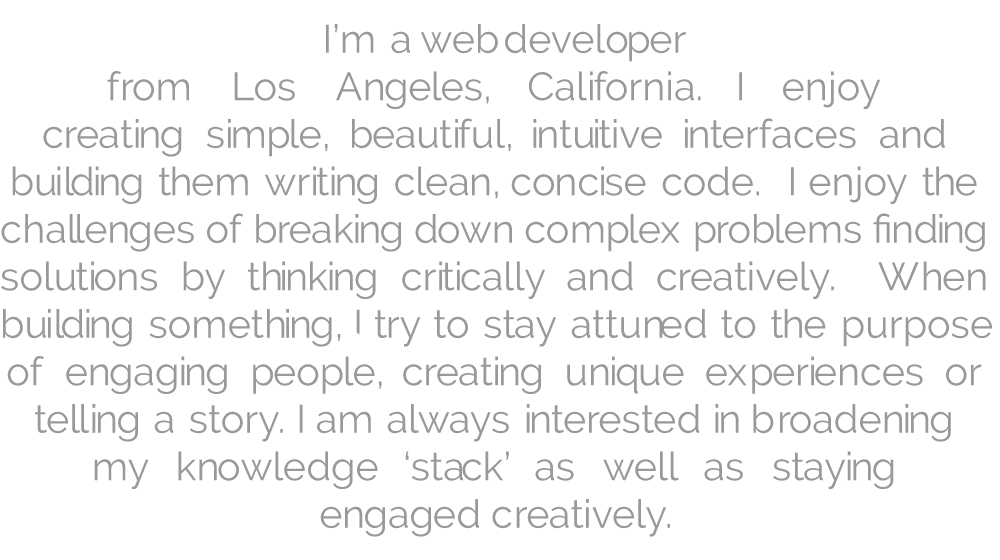 I’m a web developer
from Los Angeles, California. I enjoy
creating simple, beautiful, intuitive interfaces and
building them writing clean, concise code. I enjoy the
challenges of breaking down complex problems finding
solutions by thinking critically and creatively. When
building something, I try to stay attuned to the purpose
of engaging people, creating unique experiences or
telling a story. I am always interested in broadening
my knowledge ‘stack’ as well as staying
engaged creatively.